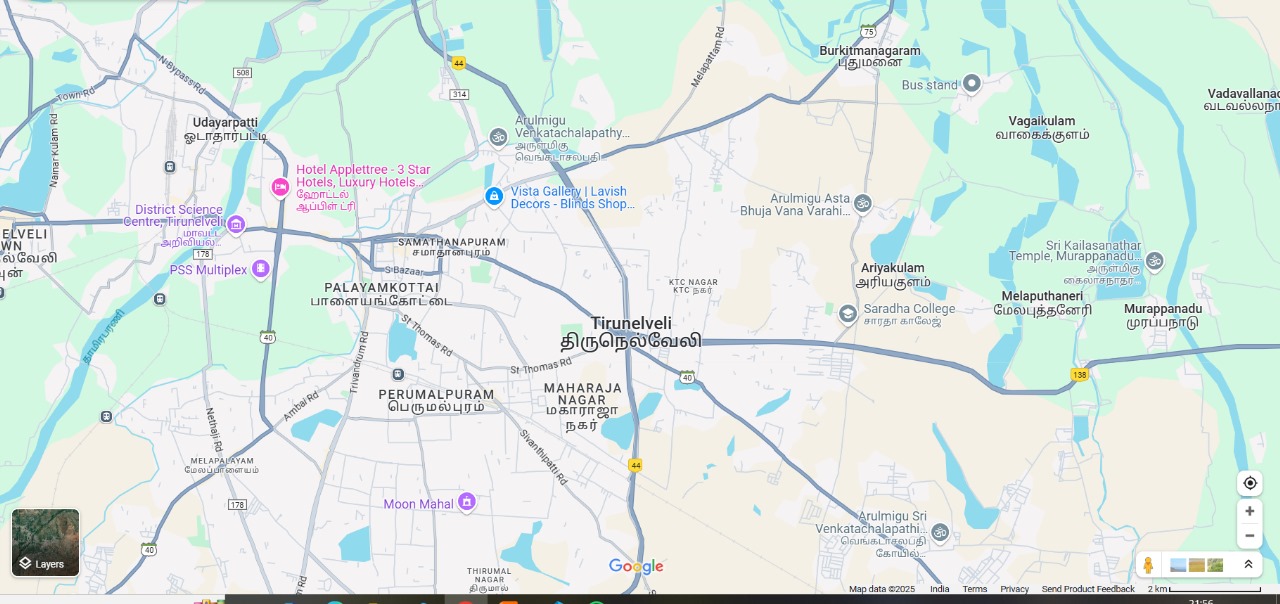 75
Burkitmanagaram
புதுமனை
N Bypass Rd
508
44
Melapattam Rd
Bus stand
Town Rd
314
Vadavallanad
வடவல்லநா
Udayarpatti
Arulmigu
Venkatachalapathy...
அருள்மிகு
வெங்கடாசலபதி
Vagaikulam
வாகைக்குளம்
Nainar Kulam Rd
Hotel Applettree - 3 Star
Hotels, Luxury Hotels...
ஹோட்டல்
ஆப்பிள் ட்ரி
Vista Gallery | Lavish
Decors - Blinds Shop...
Arulmigu Asta
Bhuja Vana Varahi...
District Science
Centre, Tirunelveli
மாவட்ட
அறிவியல்...
ELVELI
WN
ல்வேலி
வுன்
178
SAMATHANAPURAM
சமாதானபுரம்
Sri Kailasanathar
Temple, Murappanadu...
அருள்மிகு
கைலாசநாதர்...
PSS Multiplex
S Bazaar
Ariyakulam
அரியகுளம்
KTC NAGAR
KTC நகர்
PALAYAMKOTTAI
பாளையங்கோட்டை
Melaputhaneri
மேலபுத்தனேரி
Murappanadu
முரப்பநாடு
Saradha College
சாரதா காலேஜ்
தாமிரபரணி
St Thomas Rd
Tirunelveli
திருநெல்வேலி
40
Trivandrum Rd
St Thomas Rd
40
138
PERUMALPURAM
பெருமல்புரம்
MAHARAJA
NAGAR
மகாராஜா
நகர்
Ambai Rd
Nethaji Rd
Sivanthipatti Rd
MELAPALAYAM
மேலப்பாளையம்
44
178
Moon Mahal
Arulmigu Sri
Venkatachalapathi...
வெங்கடாசலபதி
கோயில்...
40
Layers
Google
THIRUMAL
NAGAR
திருமால்
Rd
Map data ©2025 India Terms Privacy Send Product Feedback 2 km
21:56